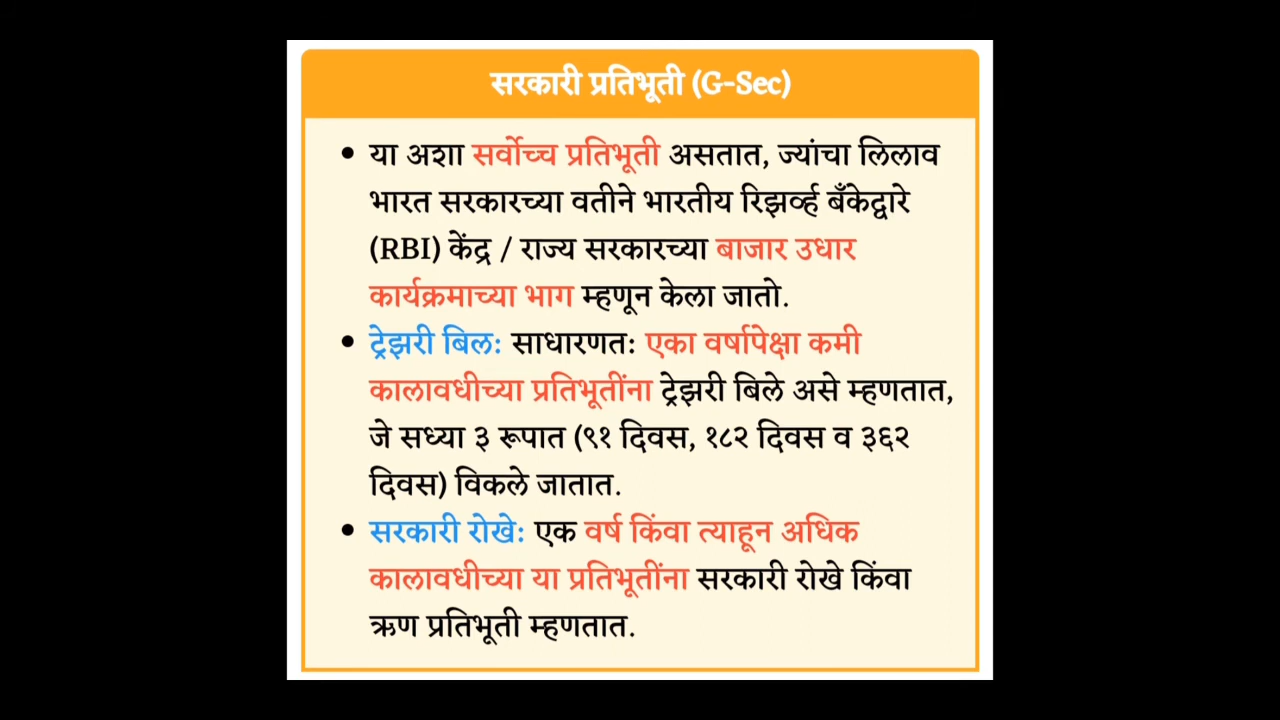 सरकारी प्रतिभूती (G-Sec)
• या अशा सर्वोच्च प्रतिभूती असतात, ज्यांचा लिलाव
भारत सरकारच्या वतीने भारतीय रिझर्व्ह बँकेद्वारे
(RBI) केंद्र / राज्य सरकारच्या बाजार उधार
कार्यक्रमाच्या भाग म्हणून केला जातो.
• ट्रेझरी बिल: साधारणत: एका वर्षापेक्षा कमी
कालावधीच्या प्रतिभूतींना ट्रेझरी बिले असे म्हणतात,
जे सध्या ३ रूपात (९१ दिवस, १८२ दिवस व ३६२
दिवस) विकले जातात.
• सरकारी रोखे: एक वर्ष किंवा त्याहून अधिक
कालावधीच्या या प्रतिभूतींना सरकारी रोखे किंवा
ऋण प्रतिभूती म्हणतात.